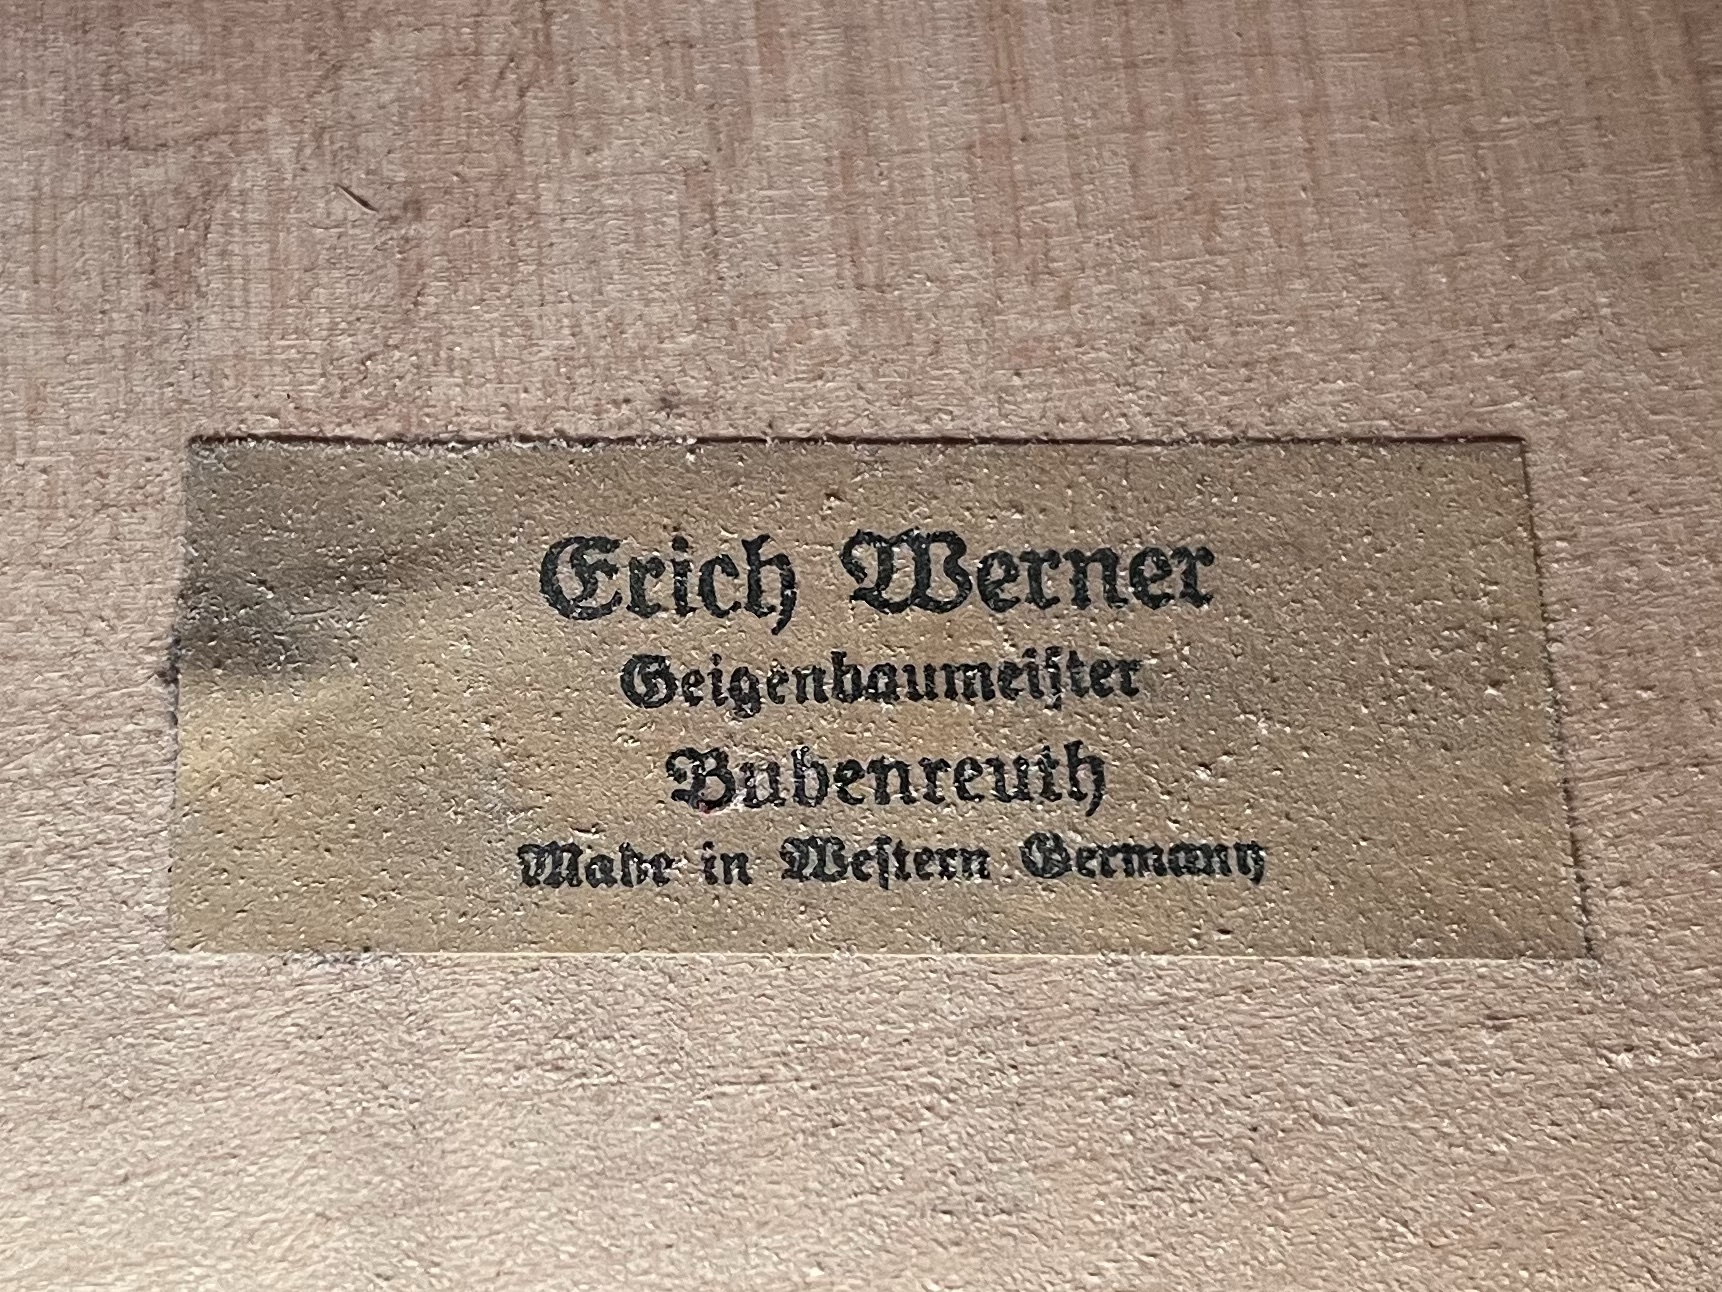 Erich Werner
Geigenbaumeiſter
Bubenreuth
Made in Weſtern Germany